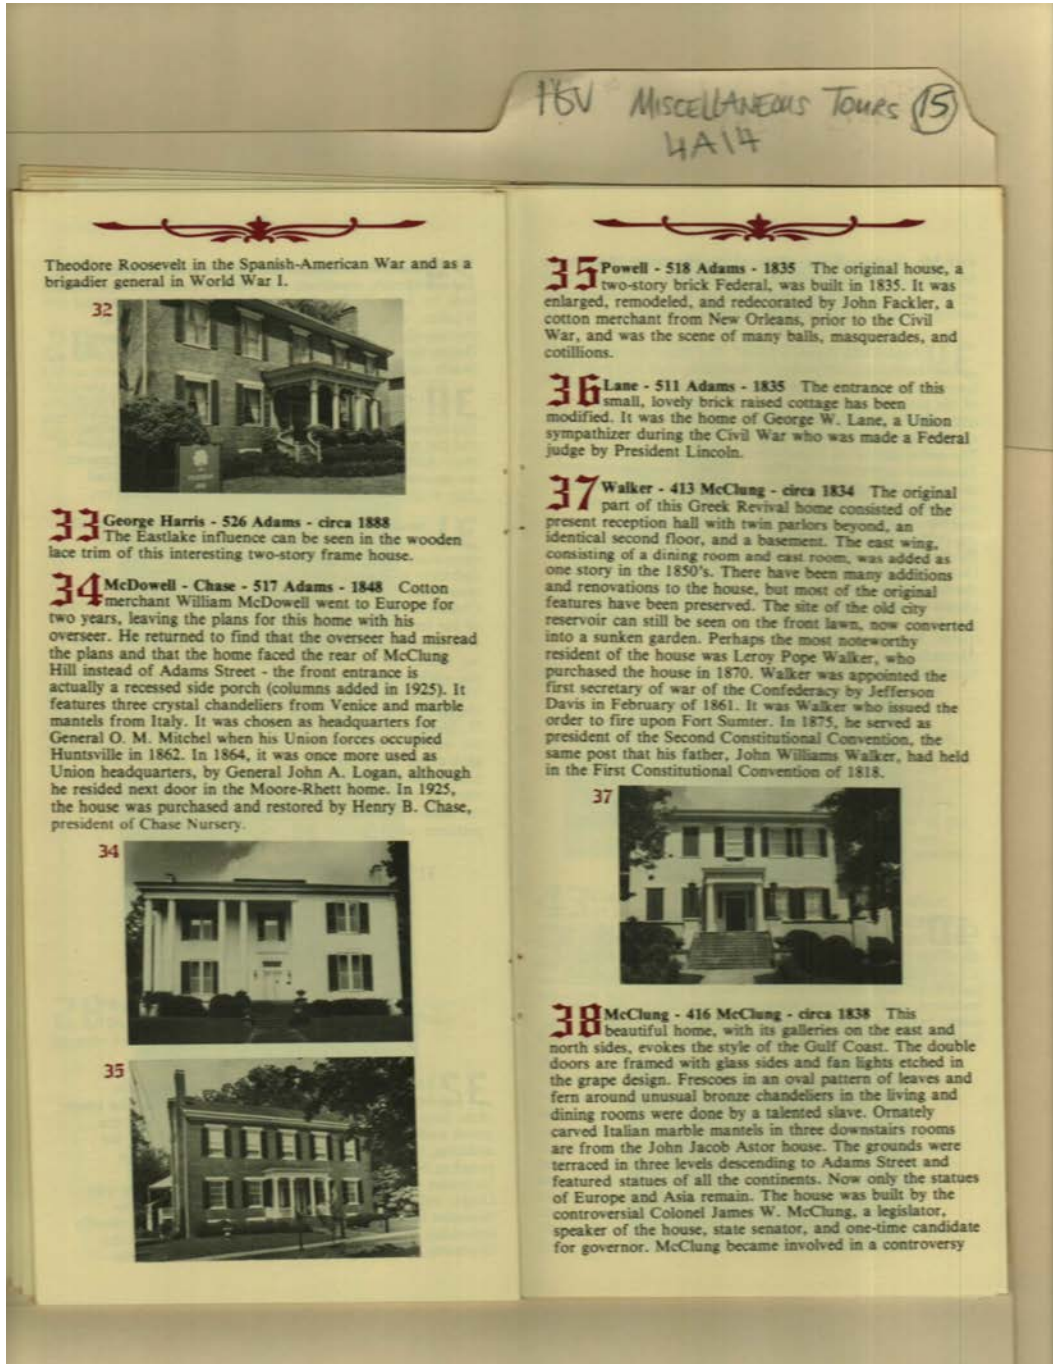 HSV MISCELLANEOUS TOURS 15
4A14
Theodore Roosevelt in the Spanish-American War and as a
brigadier general in World War I.
32
33 George Harris - 526 Adams - circa 1888
The Eastlake influence can be seen in the wooden
lace trim of this interesting two-story frame house.
34 McDowell - Chase - 517 Adams - 1848 Cotton
merchant William McDowell went to Europe for
two years, leaving the plans for this home with his
overseer. He returned to find that the overseer had misread
the plans and that the home faced the rear of McClung
Hill instead of Adams Street - the front entrance is
actually a recessed side porch (columns added in 1925). It
features three crystal chandeliers from Venice and marble
mantels from Italy. It was chosen as headquarters for
General O. M. Mitchel when his Union forces occupied
Huntsville in 1862. In 1864, it was once more used as
Union headquarters, by General John A. Logan, although
he resided next door in the Moore-Rhett home. In 1925,
the house was purchased and restored by Henry B. Chase,
president of Chase Nursery.
34
35
35 Powell - 518 Adams - 1835 The original house, a
two-story brick Federal, was built in 1835. It was
enlarged, remodeled, and redecorated by John Fackler, a
cotton merchant from New Orleans, prior to the Civil
War, and was the scene of many balls, masquerades, and
cotillions.
36 Lane - 511 Adams - 1835 The entrance of this
small, lovely brick raised cottage has been
modified. It was the home of George W. Lane, a Union
sympathizer during the Civil War who was made a Federal
judge by President Lincoln.
37 Walker - 413 McClung - circa 1834 The original
part of this Greek Revival home consisted of the
present reception hall with twin parlors beyond, an
identical second floor, and a basement. The east wing,
consisting of a dining room and east room, was added as
one story in the 1850's. There have been many additions
and renovations to the house, but most of the original
features have been preserved. The site of the old city
reservoir can still be seen on the front lawn, now converted
into a sunken garden. Perhaps the most noteworthy
resident of the house was Leroy Pope Walker, who
purchased the house in 1870. Walker was appointed the
first secretary of war of the Confederacy by Jefferson
Davis in February of 1861. It was Walker who issued the
order to fire upon Fort Sumter. In 1875, he served as
president of the Second Constitutional Convention, the
same post that his father, John Williams Walker, had held
in the First Constitutional Convention of 1818.
37
38 McClung - 416 McClung - circa 1838 This
beautiful home, with its galleries on the east and
north sides, evokes the style of the Gulf Coast. The double
doors are framed with glass sides and fan lights etched in
the grape design. Frescoes in an oval pattern of leaves and
fern around unusual bronze chandeliers in the living and
dining rooms were done by a talented slave. Ornately
carved Italian marble mantels in three downstairs rooms
are from the John Jacob Astor house. The grounds were
terraced in three levels descending to Adams Street and
featured statues of all the continents. Now only the statues
of Europe and Asia remain. The house was built by the
controversial Colonel James W. McClung, a legislator,
speaker of the house, state senator, and one-time candidate
for governor. McClung became involved in a controversy